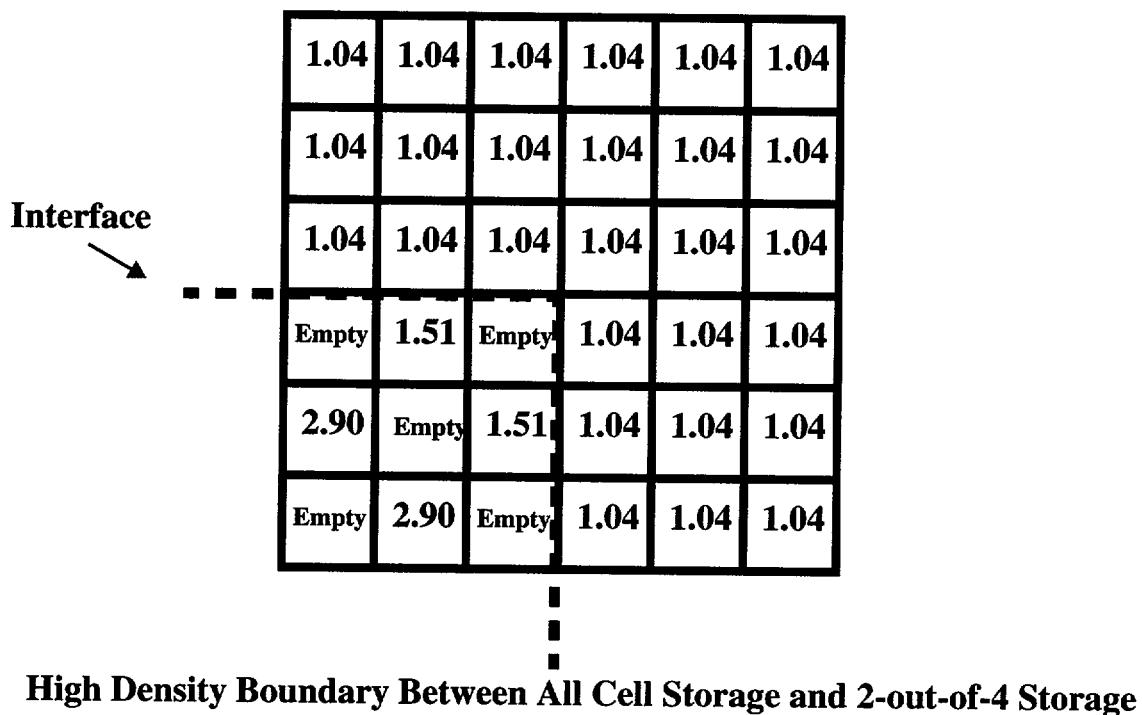 1.04 1.04 1.04 1.04 1.04 1.04
1.04 1.04 1.04 1.04 1.04 1.04
Interface
1.04 1.04 1.04 1.04 1.04 1.04
Empty 1.51 Empty 1.04 1.04 1.04
2.90 Empty 1.51 1.04 1.04 1.04
Empty 2.90 Empty 1.04 1.04 1.04
High Density Boundary Between All Cell Storage and 2-out-of-4 Storage